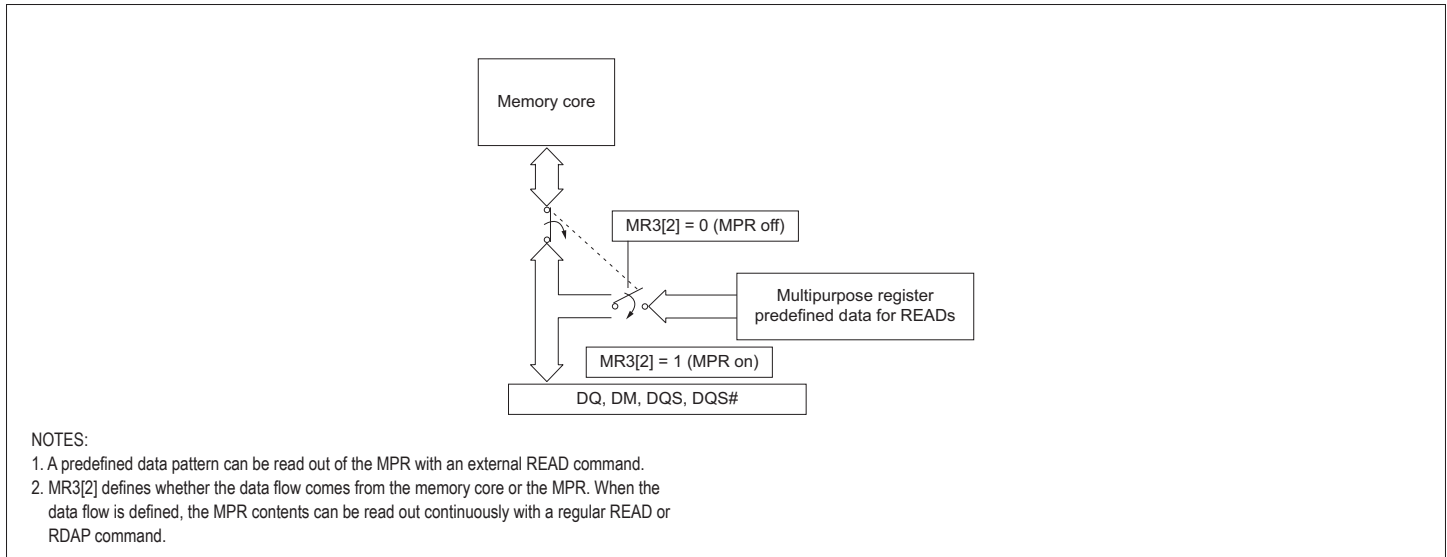 Memory core
MR3[2] = 0 (MPR off)
Multipurpose register
predefined data for READs
MR3[2] = 1 (MPR on)
DQ, DM, DQS, DQS#
NOTES:
1. A predefined data pattern can be read out of the MPR with an external READ command.
2. MR3[2] defines whether the data flow comes from the memory core or the MPR. When the
data flow is defined, the MPR contents can be read out continuously with a regular READ or
RDAP command.